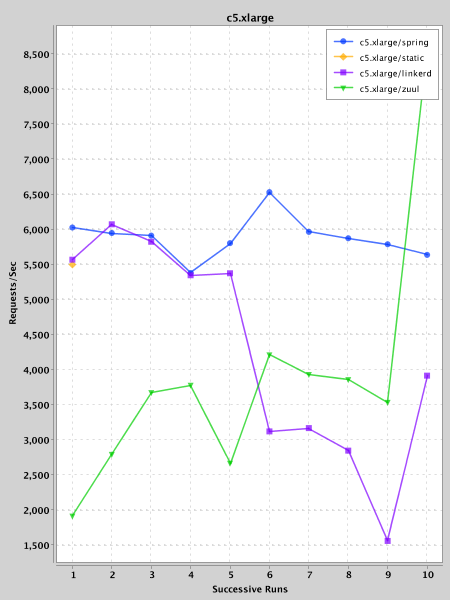 c5.xlarge
c5.xlarge/spring
c5.xlarge/static
c5.xlarge/linkerd
c5.xlarge/zuul
8,500
8,000
7,500
7,000
6,500
6,000
5,500
5,000
4,500
4,000
3,500
3,000
2,500
2,000
1,500
Requests/Sec
1 2 3 4 5 6 7 8 9 10
Successive Runs